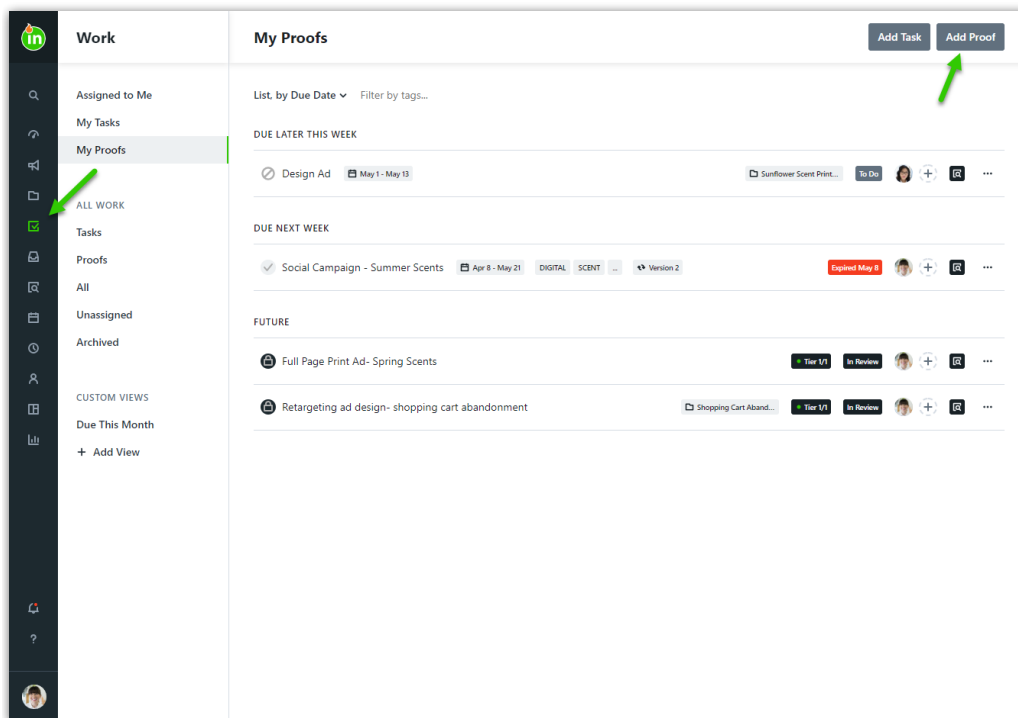 in
Work
My Proofs
Add Task
Add Proof
Assigned to Me
My Tasks
My Proofs
ALL WORK
Tasks
Proofs
All
Unassigned
Archived
CUSTOM VIEWS
Due This Month
+ Add View
List, by Due Date
Filter by tags...
DUE LATER THIS WEEK
Design Ad May 1 - May 13 Sunflower Scent Print... To Do
DUE NEXT WEEK
Social Campaign - Summer Scents Apr 8 - May 21 DIGITAL SCENT ... Version 2 Expired May 8
FUTURE
Full Page Print Ad- Spring Scents Tier 1/1 In Review
Retargeting ad design- shopping cart abandonment Shopping Cart Aband... Tier 1/1 In Review
?